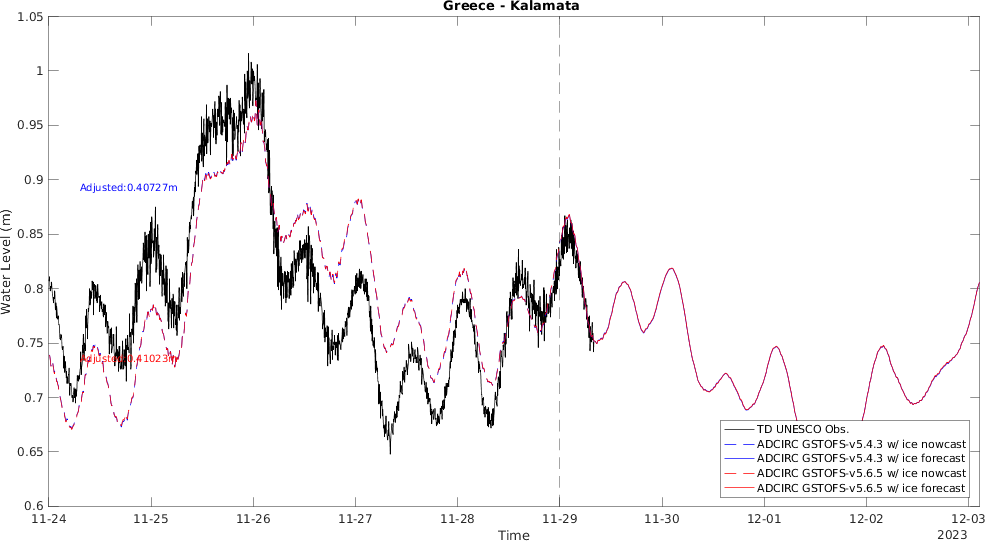 Greece - Kalamata
1.05
1
0.95
0.9
0.85
0.8
0.75
0.7
0.65
0.6
Water Level (m)
Adjusted:0.40727m
Adjusted:0.41023m
TD UNESCO Obs.
ADCIRC GSTOFS-v5.4.3 w/ ice nowcast
ADCIRC GSTOFS-v5.4.3 w/ ice forecast
ADCIRC GSTOFS-v5.6.5 w/ ice nowcast
ADCIRC GSTOFS-v5.6.5 w/ ice forecast
11-24 11-25 11-26 11-27 11-28 11-29 11-30 12-01 12-02 12-03
Time
2023